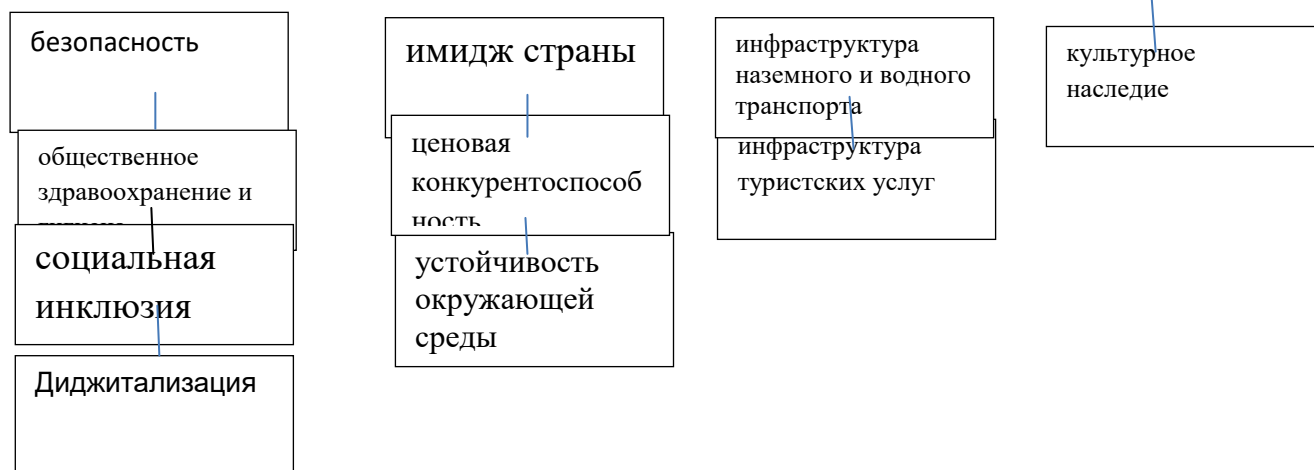 безопасность
общественное
здравоохранение и
социальная
инклюзия
Диджитализация
имидж страны
ценовая
конкурентоспособ
ность
устойчивость
окружающей
среды
инфраструктура
наземного и водного
транспорта
инфраструктура
туристских услуг
культурное
наследие